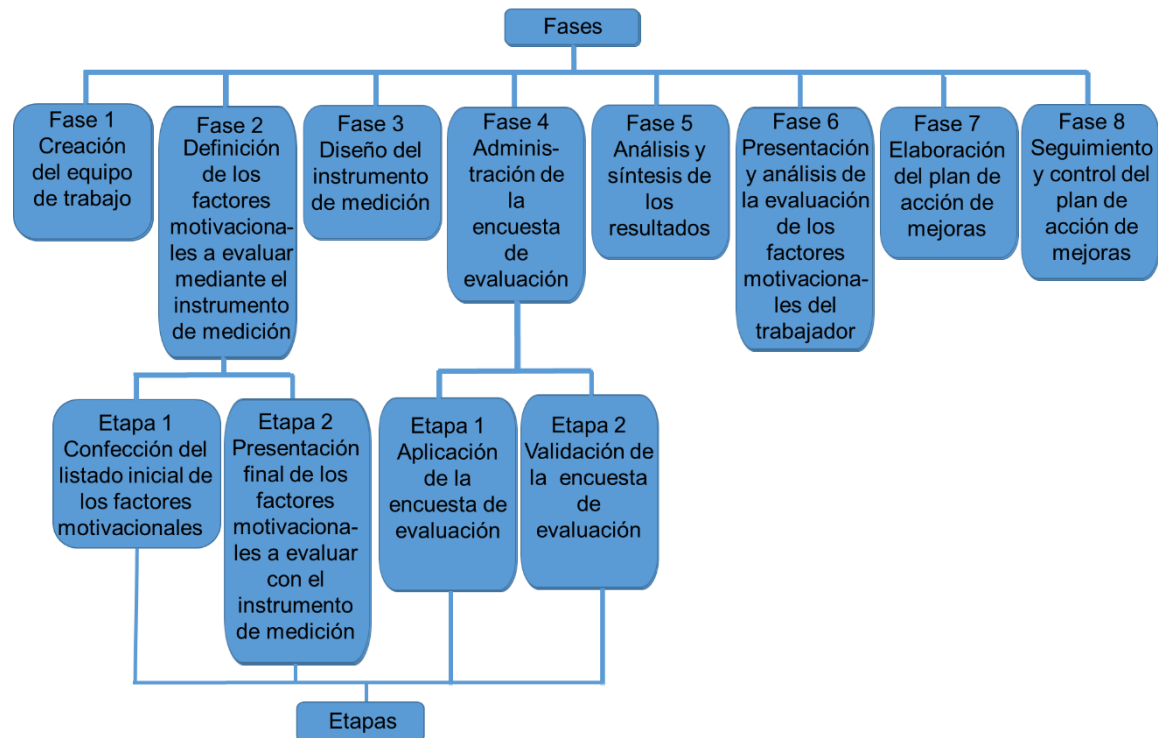 Fases
Fase 1
Creación
del equipo
de trabajo
Fase 2
Definición
de los
factores
motivaciona-
les a evaluar
mediante el
instrumento
de medición
Fase 3
Diseño del
instrumento
de medición
Fase 4
Adminis-
tración de
la
encuesta
de
evaluación
Fase 5
Análisis y
síntesis de
los
resultados
Fase 6
Presentación
y análisis de
la evaluación
de los
factores
motivaciona-
les del
trabajador
Fase 7
Elaboración
del plan de
acción de
mejoras
Fase 8
Seguimiento
y control del
plan de
acción de
mejoras
Etapa 1
Confección del
listado inicial de
los factores
motivacionales
Etapa 2
Presentación
final de los
factores
motivaciona-
les a evaluar
con el
instrumento
de medición
Etapa 1
Aplicación
de la
encuesta de
evaluación
Etapa 2
Validación de
la encuesta
de
evaluación
Etapas